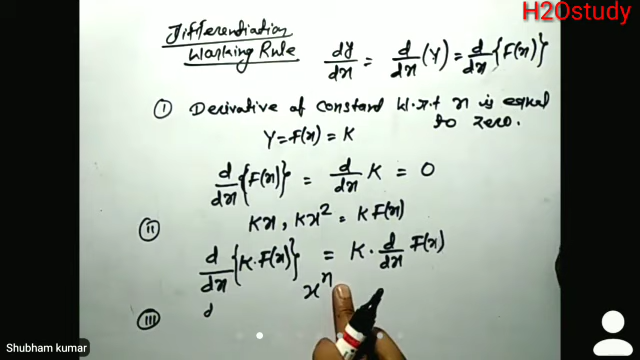 H2Ostudy
Differentiation
Working Rule
dy/dx = d/dx (Y) = d/dx {F(x)}
(i) Derivative of constant w.r.t x is equal to zero.
Y = F(x) = K
d/dx {F(x)} = d/dx K = 0
(ii) Kx, Kx² = K F(x)
d/dx {K·F(x)} = K · d/dx F(x)
xⁿ
(iii) d
Shubham kumar